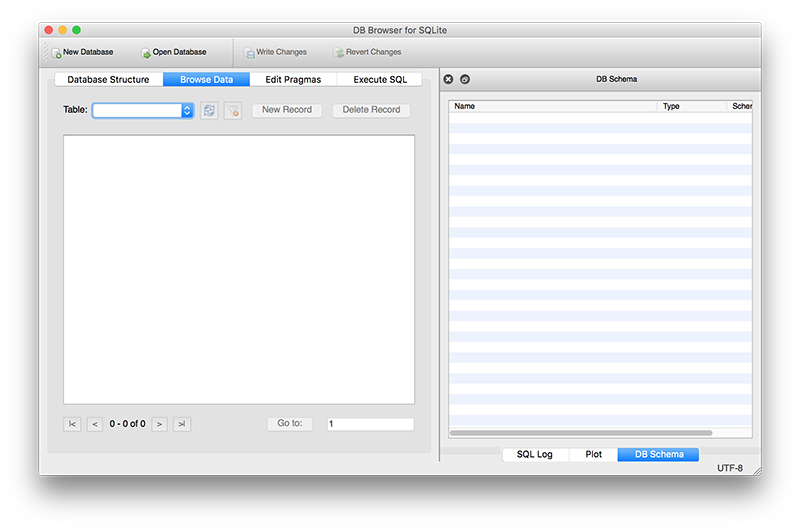 DB Browser for SQLite
New Database Open Database Write Changes Revert Changes
Database Structure Browse Data Edit Pragmas Execute SQL
Table: New Record Delete Record
0 - 0 of 0 Go to: 1
DB Schema
Name Type Schem
SQL Log Plot DB Schema
UTF-8